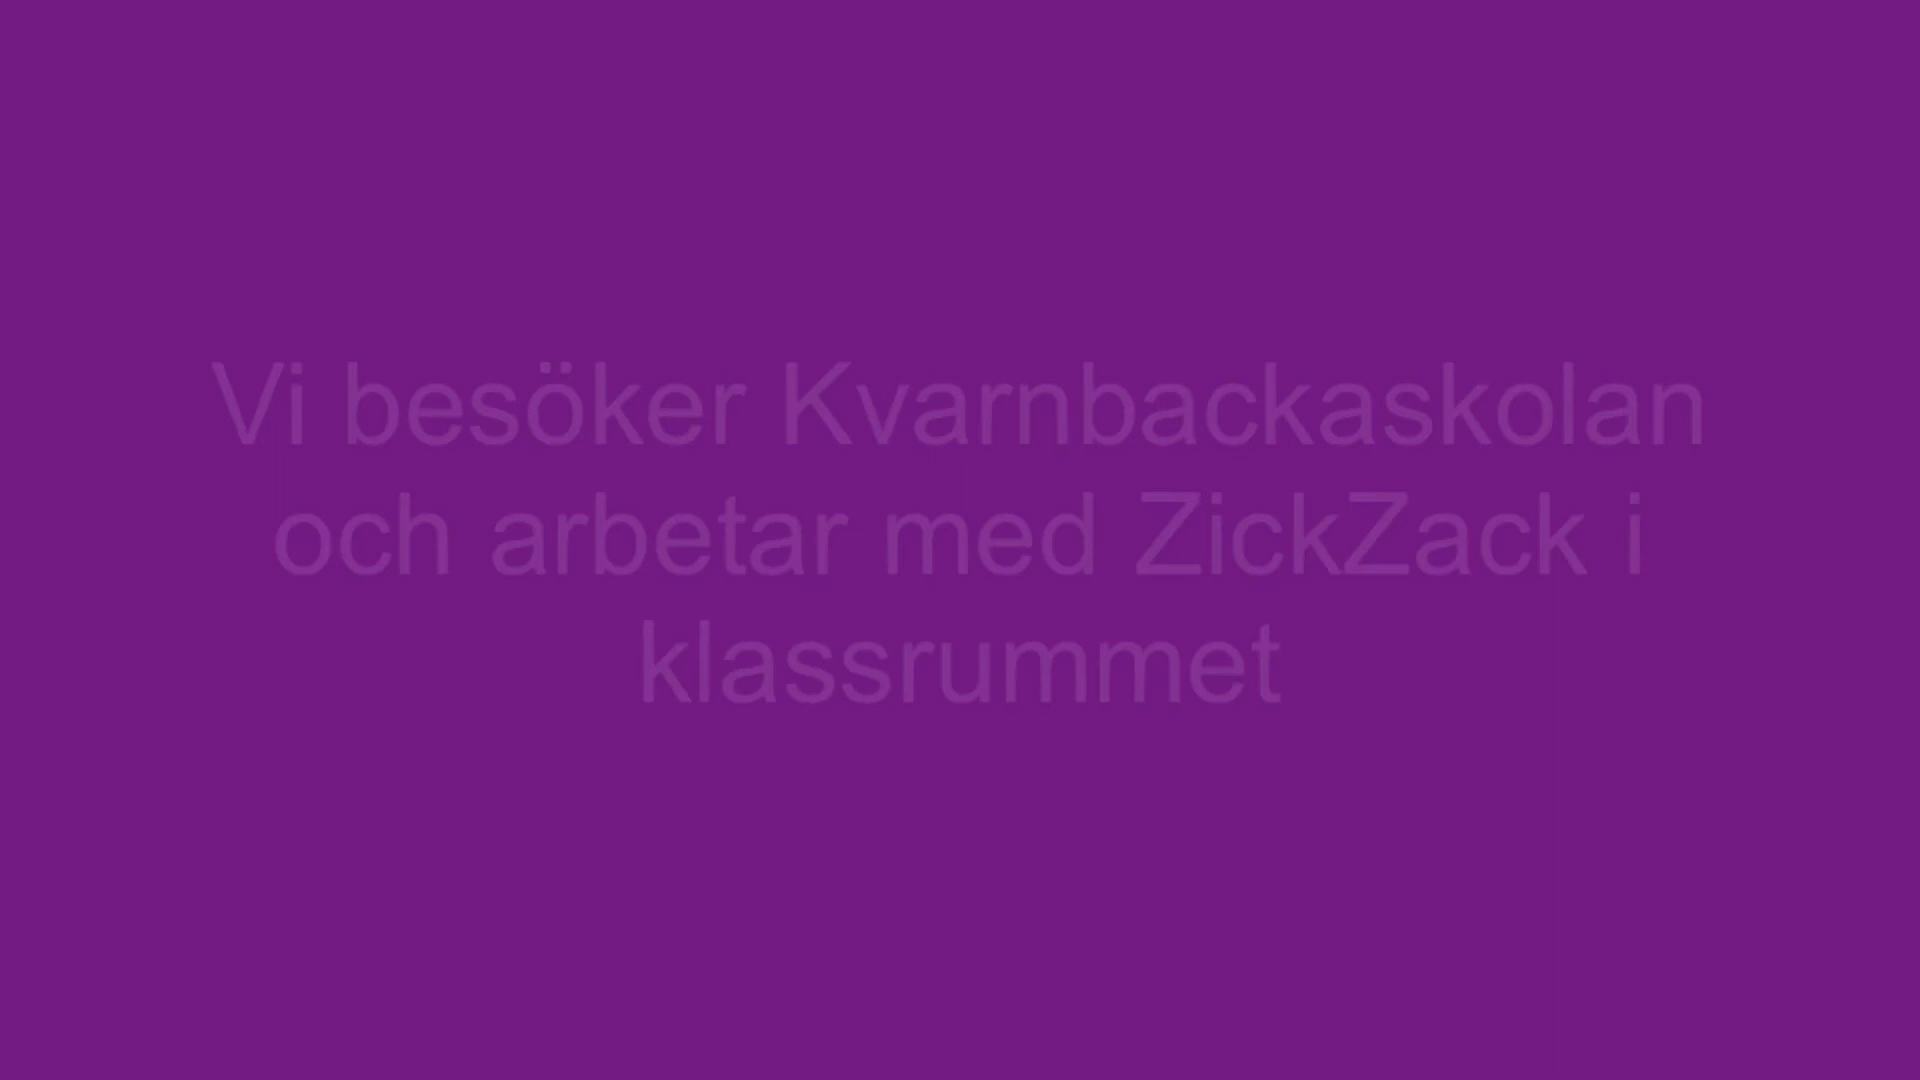 Vi besöker Kvarnbackaskolan
och arbetar med ZickZack i
klassrummet